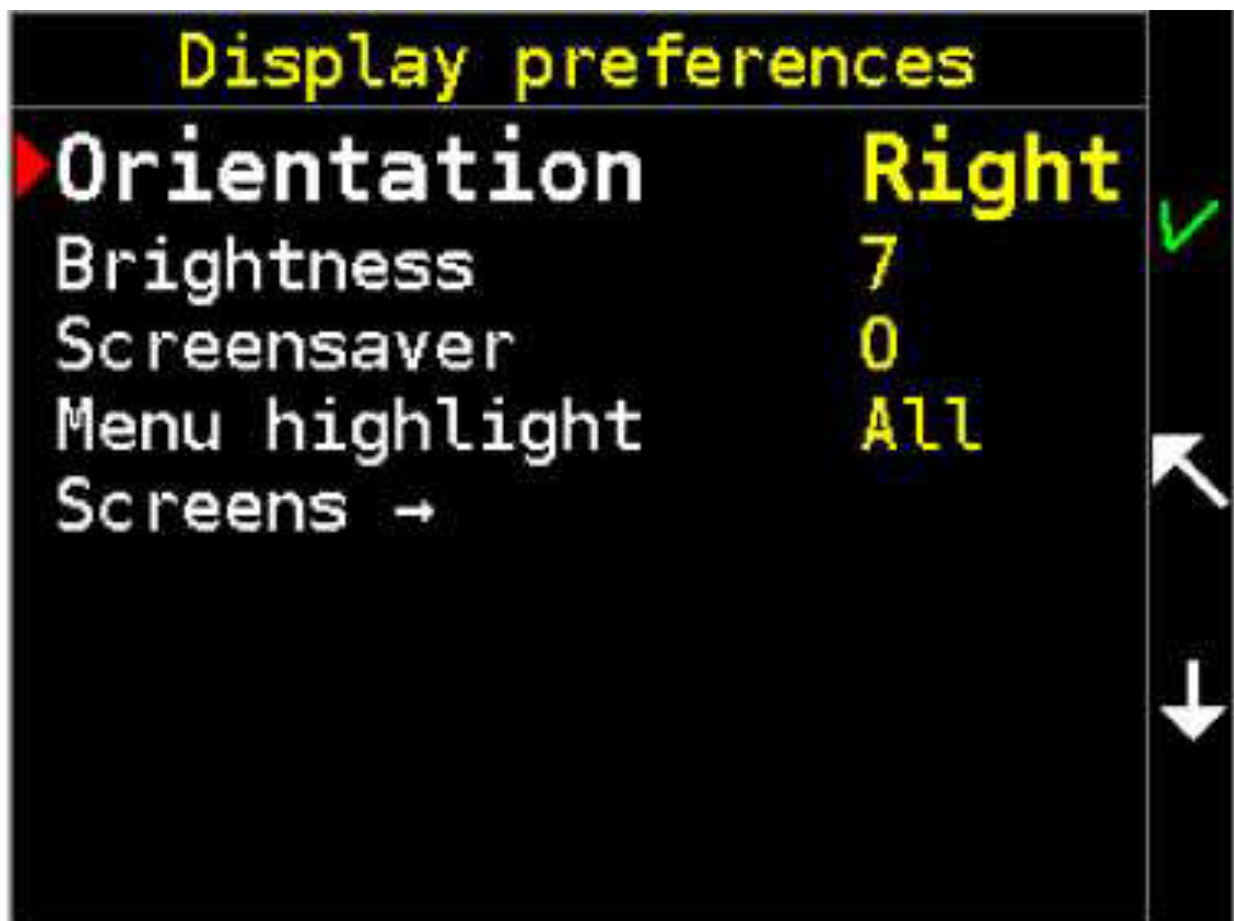 Display preferences
Orientation Right
Brightness 7
Screensaver 0
Menu highlight All
Screens →